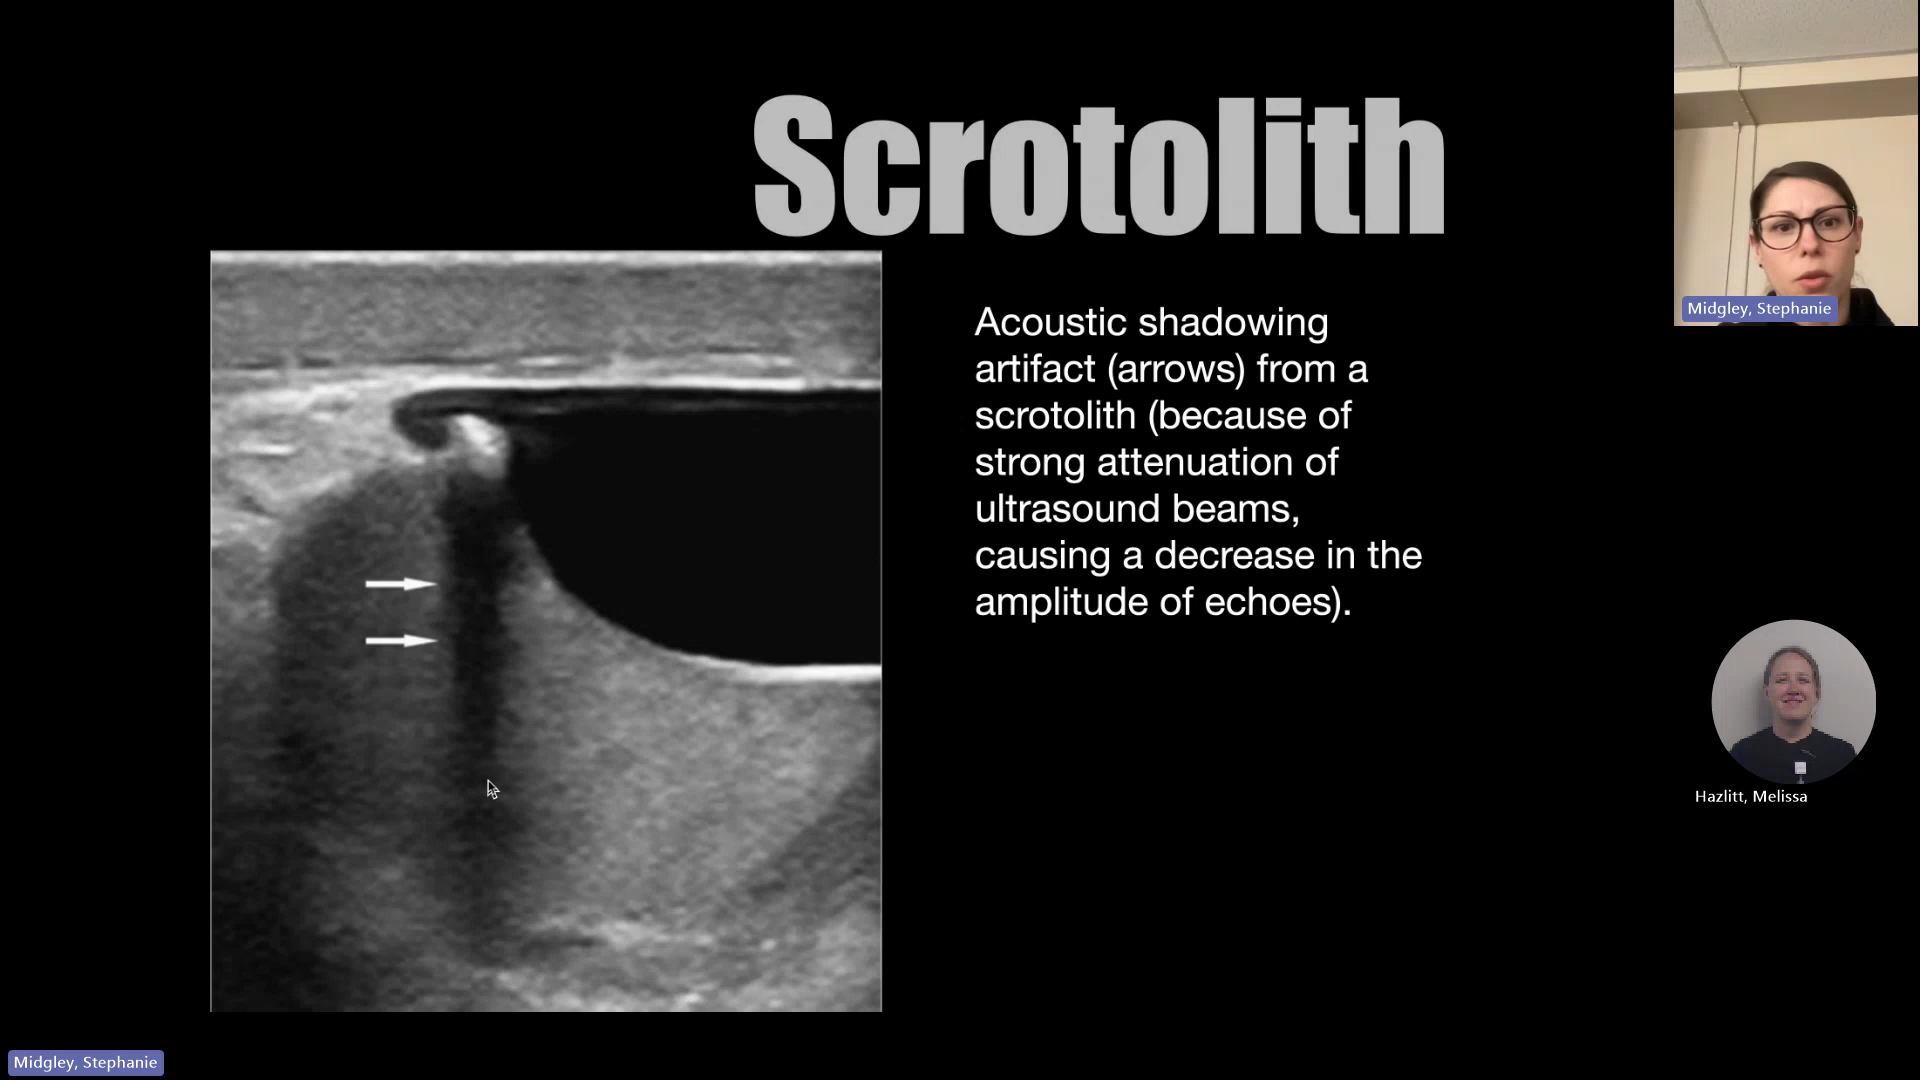 Scrotolith
Acoustic shadowing
artifact (arrows) from a
scrotolith (because of
strong attenuation of
ultrasound beams,
causing a decrease in the
amplitude of echoes).
Midgley, Stephanie
Hazlitt, Melissa
Midgley, Stephanie